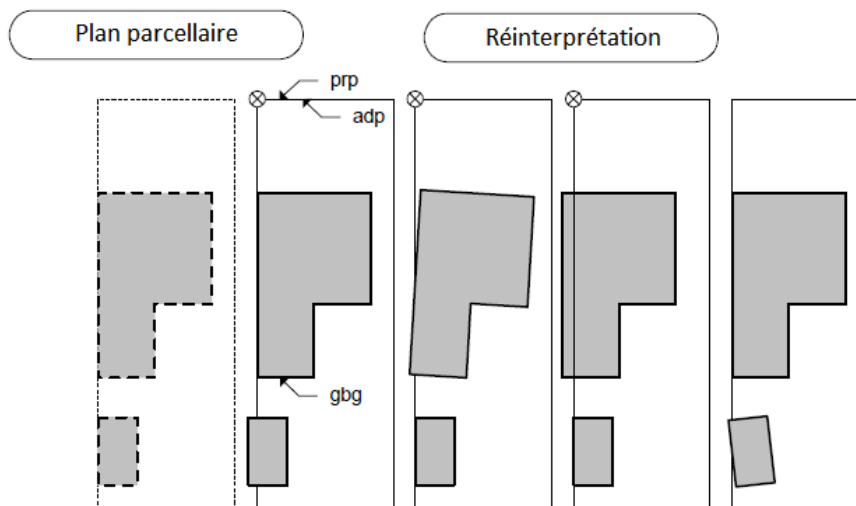 Plan parcellaire
Réinterprétation
prp
adp
gbg